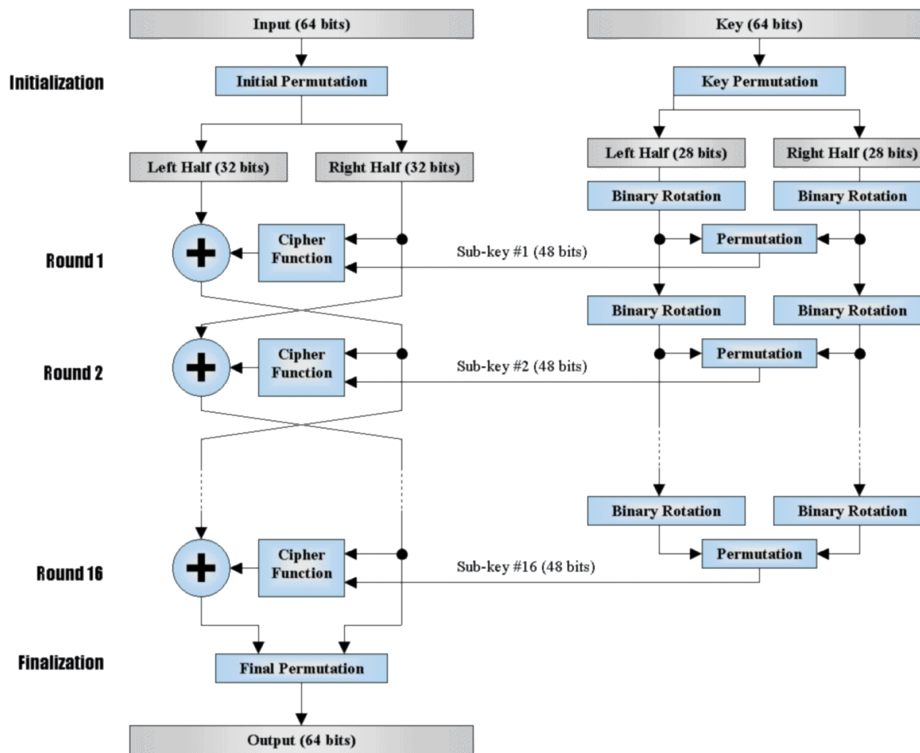 Input (64 bits)
Key (64 bits)
Initialization
Initial Permutation
Key Permutation
Left Half (32 bits)
Right Half (32 bits)
Left Half (28 bits)
Right Half (28 bits)
Binary Rotation
Binary Rotation
Round 1
Cipher
Function
Sub-key #1 (48 bits)
Permutation
Binary Rotation
Binary Rotation
Round 2
Cipher
Function
Sub-key #2 (48 bits)
Permutation
Binary Rotation
Binary Rotation
Round 16
Cipher
Function
Sub-key #16 (48 bits)
Permutation
Finalization
Final Permutation
Output (64 bits)